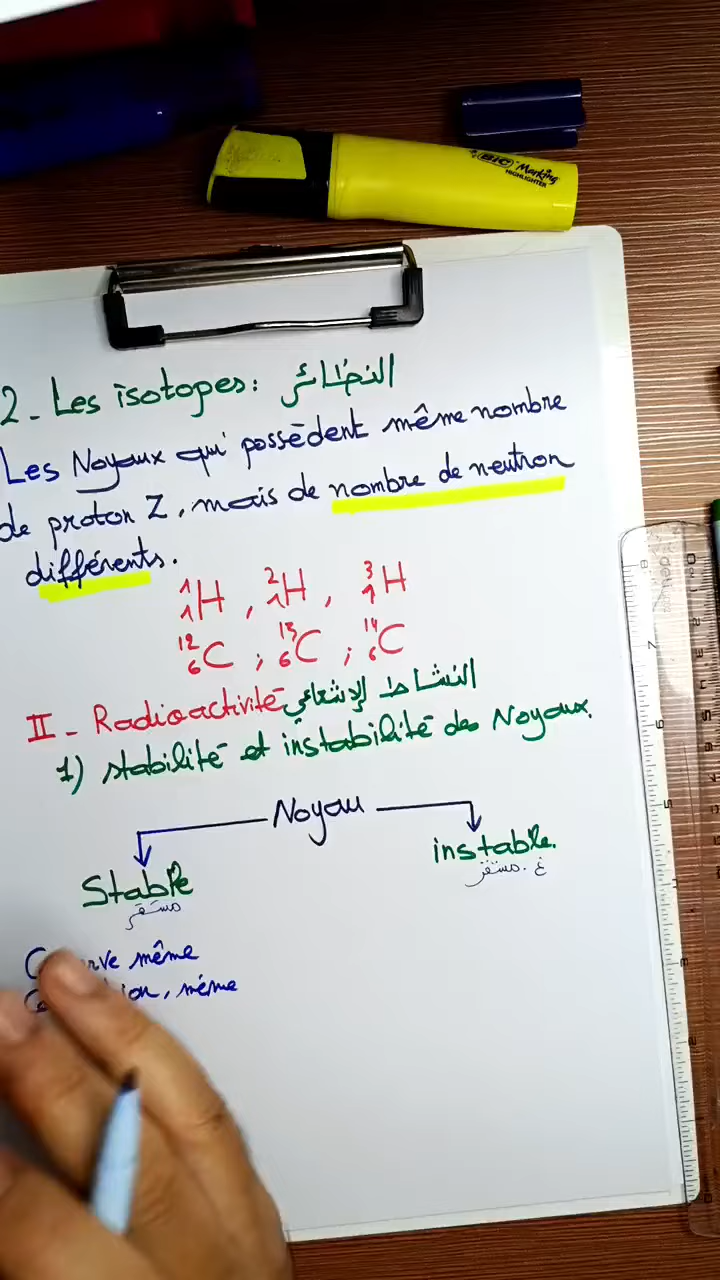 BIC Marking
HIGHLIGHTER
2 - Les isotopes : النظائر
Les Noyaux qui possèdent même nombre
de proton Z, mais de nombre de neutron
différents.
¹₁H , ²₁H , ³₁H
¹²₆C ; ¹³₆C ; ¹⁴₆C
II - Radioactivité النشاط الإشعاعي
1) stabilité et instabilité des Noyaux.
Noyau
Stable
مستقر
instable.
غ. مستقر
même
même